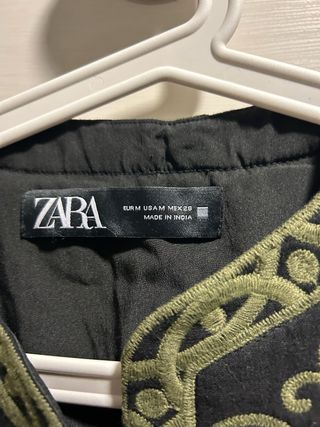 ZARA
EUR M USA M MEX 28
MADE IN INDIA